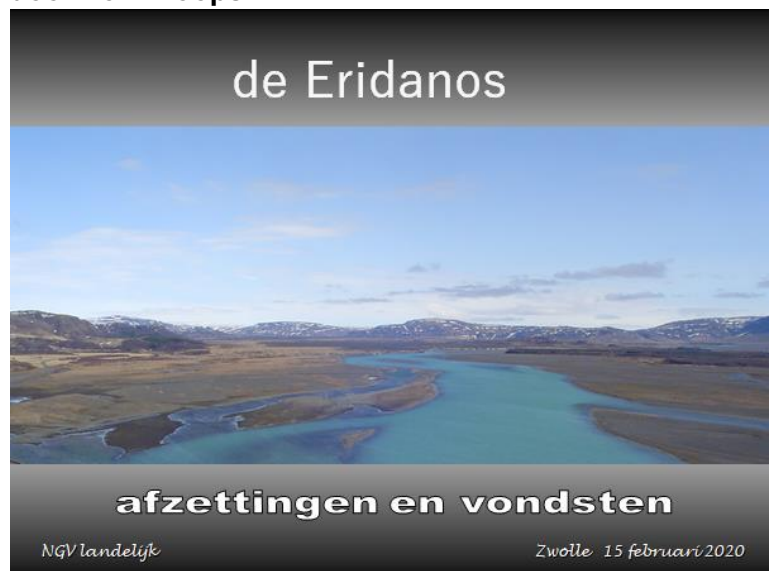 de Eridanos
afzettingen en vondsten
NGV landelijk
Zwolle 15 februari 2020